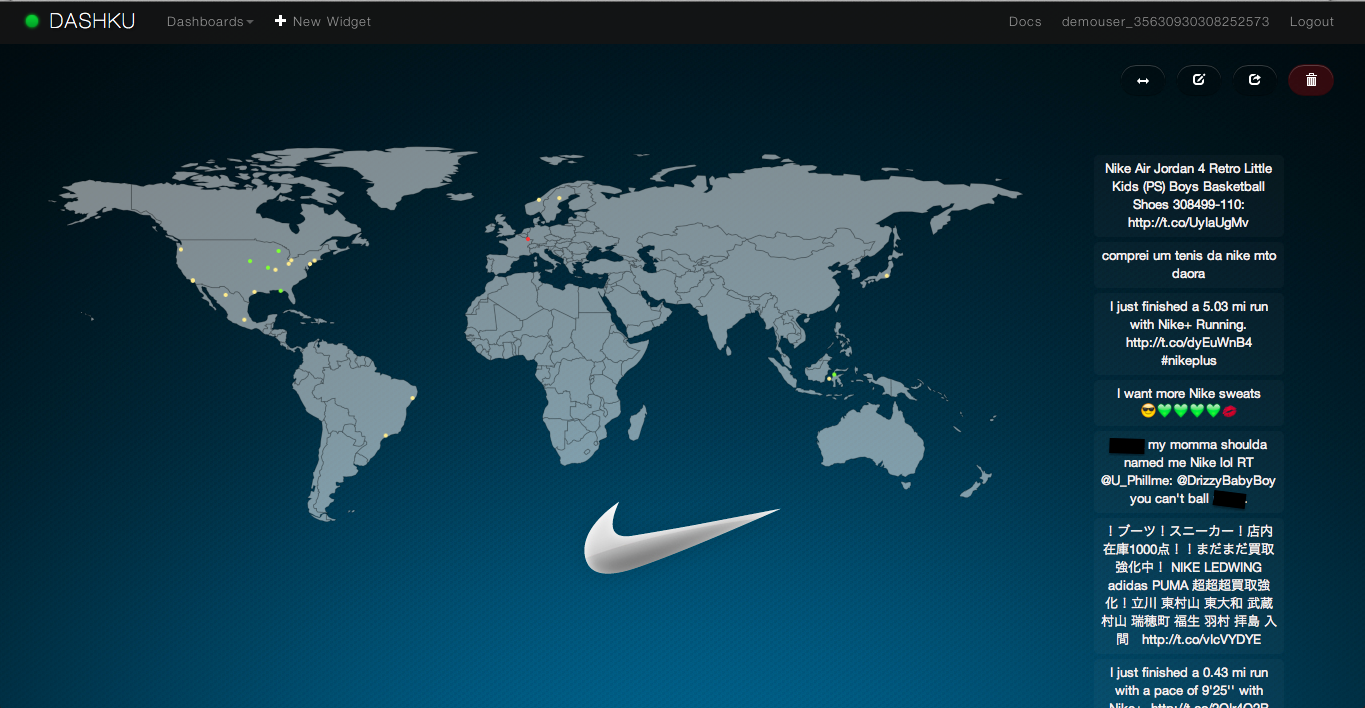 DASHKU
Dashboards
New Widget
Docs
demouser_35630930308252573
Logout
Nike Air Jordan 4 Retro Little
Kids (PS) Boys Basketball
Shoes 308499-110:
http://t.co/UylaUgMv
comprei um tenis da nike mto
daora
I just finished a 5.03 mi run
with Nike+ Running.
http://t.co/dyEuWnB4
#nikeplus
I want more Nike sweats
😎💚💚💚💚💋
my momma shoulda
named me Nike lol RT
@U_Phillme: @DrizzyBabyBoy
you can't ball .
！ブーツ！スニーカー！店内
在庫1000点！！まだまだ買取
強化中！ NIKE LEDWING
adidas PUMA 超超超買取強
化！立川 東村山 東大和 武蔵
村山 瑞穂町 福生 羽村 拝島 入
間　http://t.co/vIcVYDYE
I just finished a 0.43 mi run
with a pace of 9'25'' with
Nike+